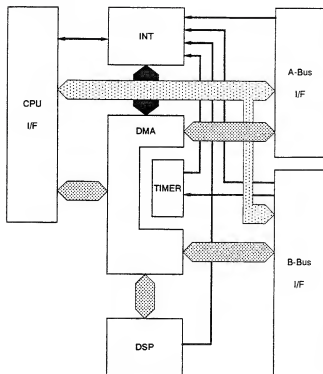 INT
A-Bus
I/F
CPU
I/F
DMA
TIMER
B-Bus
I/F
DSP